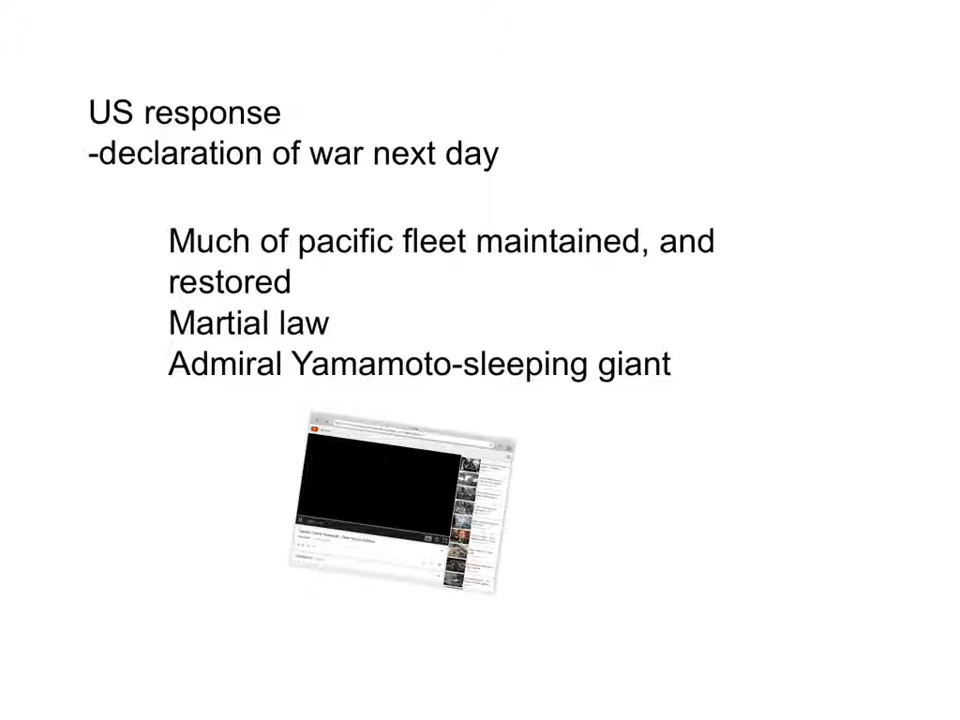 US response
-declaration of war next day
Much of pacific fleet maintained, and
restored
Martial law
Admiral Yamamoto-sleeping giant